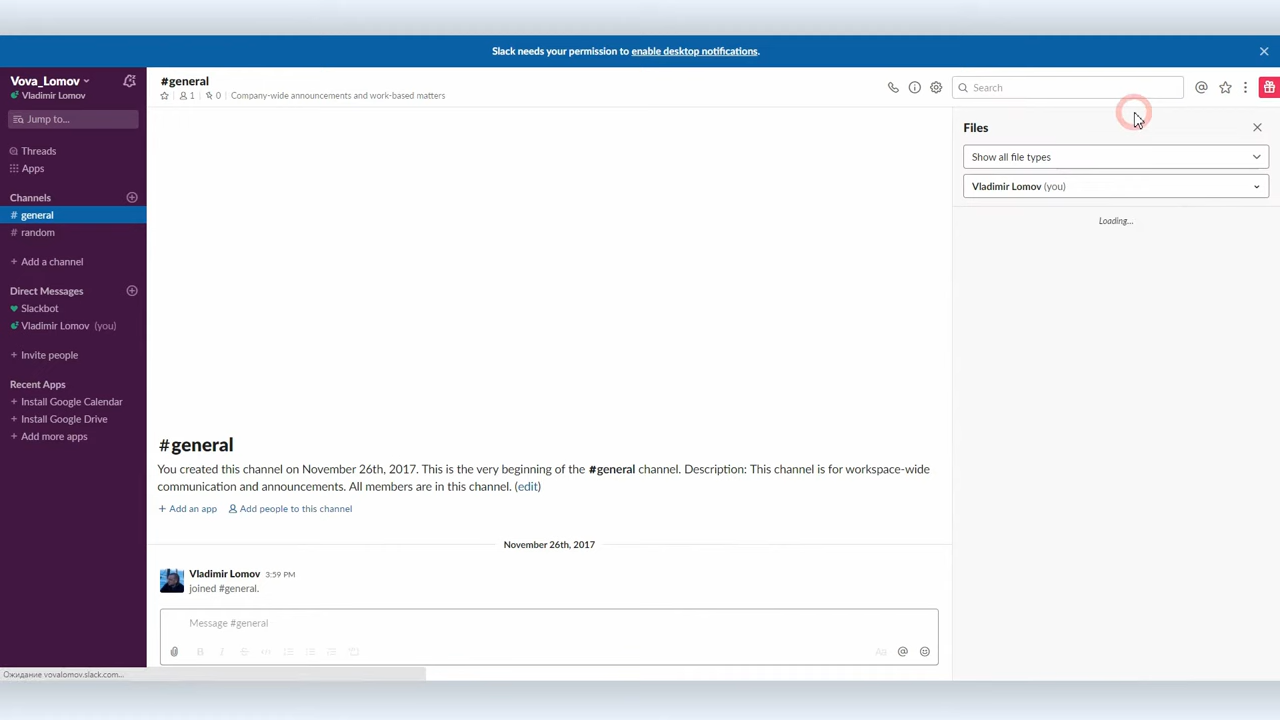 Slack needs your permission to enable desktop notifications.
Vova_Lomov
Vladimir Lomov
Jump to...
Threads
Apps
Channels
# general
# random
+ Add a channel
Direct Messages
Slackbot
Vladimir Lomov (you)
+ Invite people
Recent Apps
+ Install Google Calendar
+ Install Google Drive
+ Add more apps
#general
1 | 0 | Company-wide announcements and work-based matters
Search
#general
You created this channel on November 26th, 2017. This is the very beginning of the #general channel. Description: This channel is for workspace-wide
communication and announcements. All members are in this channel. (edit)
+ Add an app Add people to this channel
November 26th, 2017
Vladimir Lomov 3:59 PM
joined #general.
Message #general
Aa @
Files
Show all file types
Vladimir Lomov (you)
Loading...
Ожидание vovalomov.slack.com...